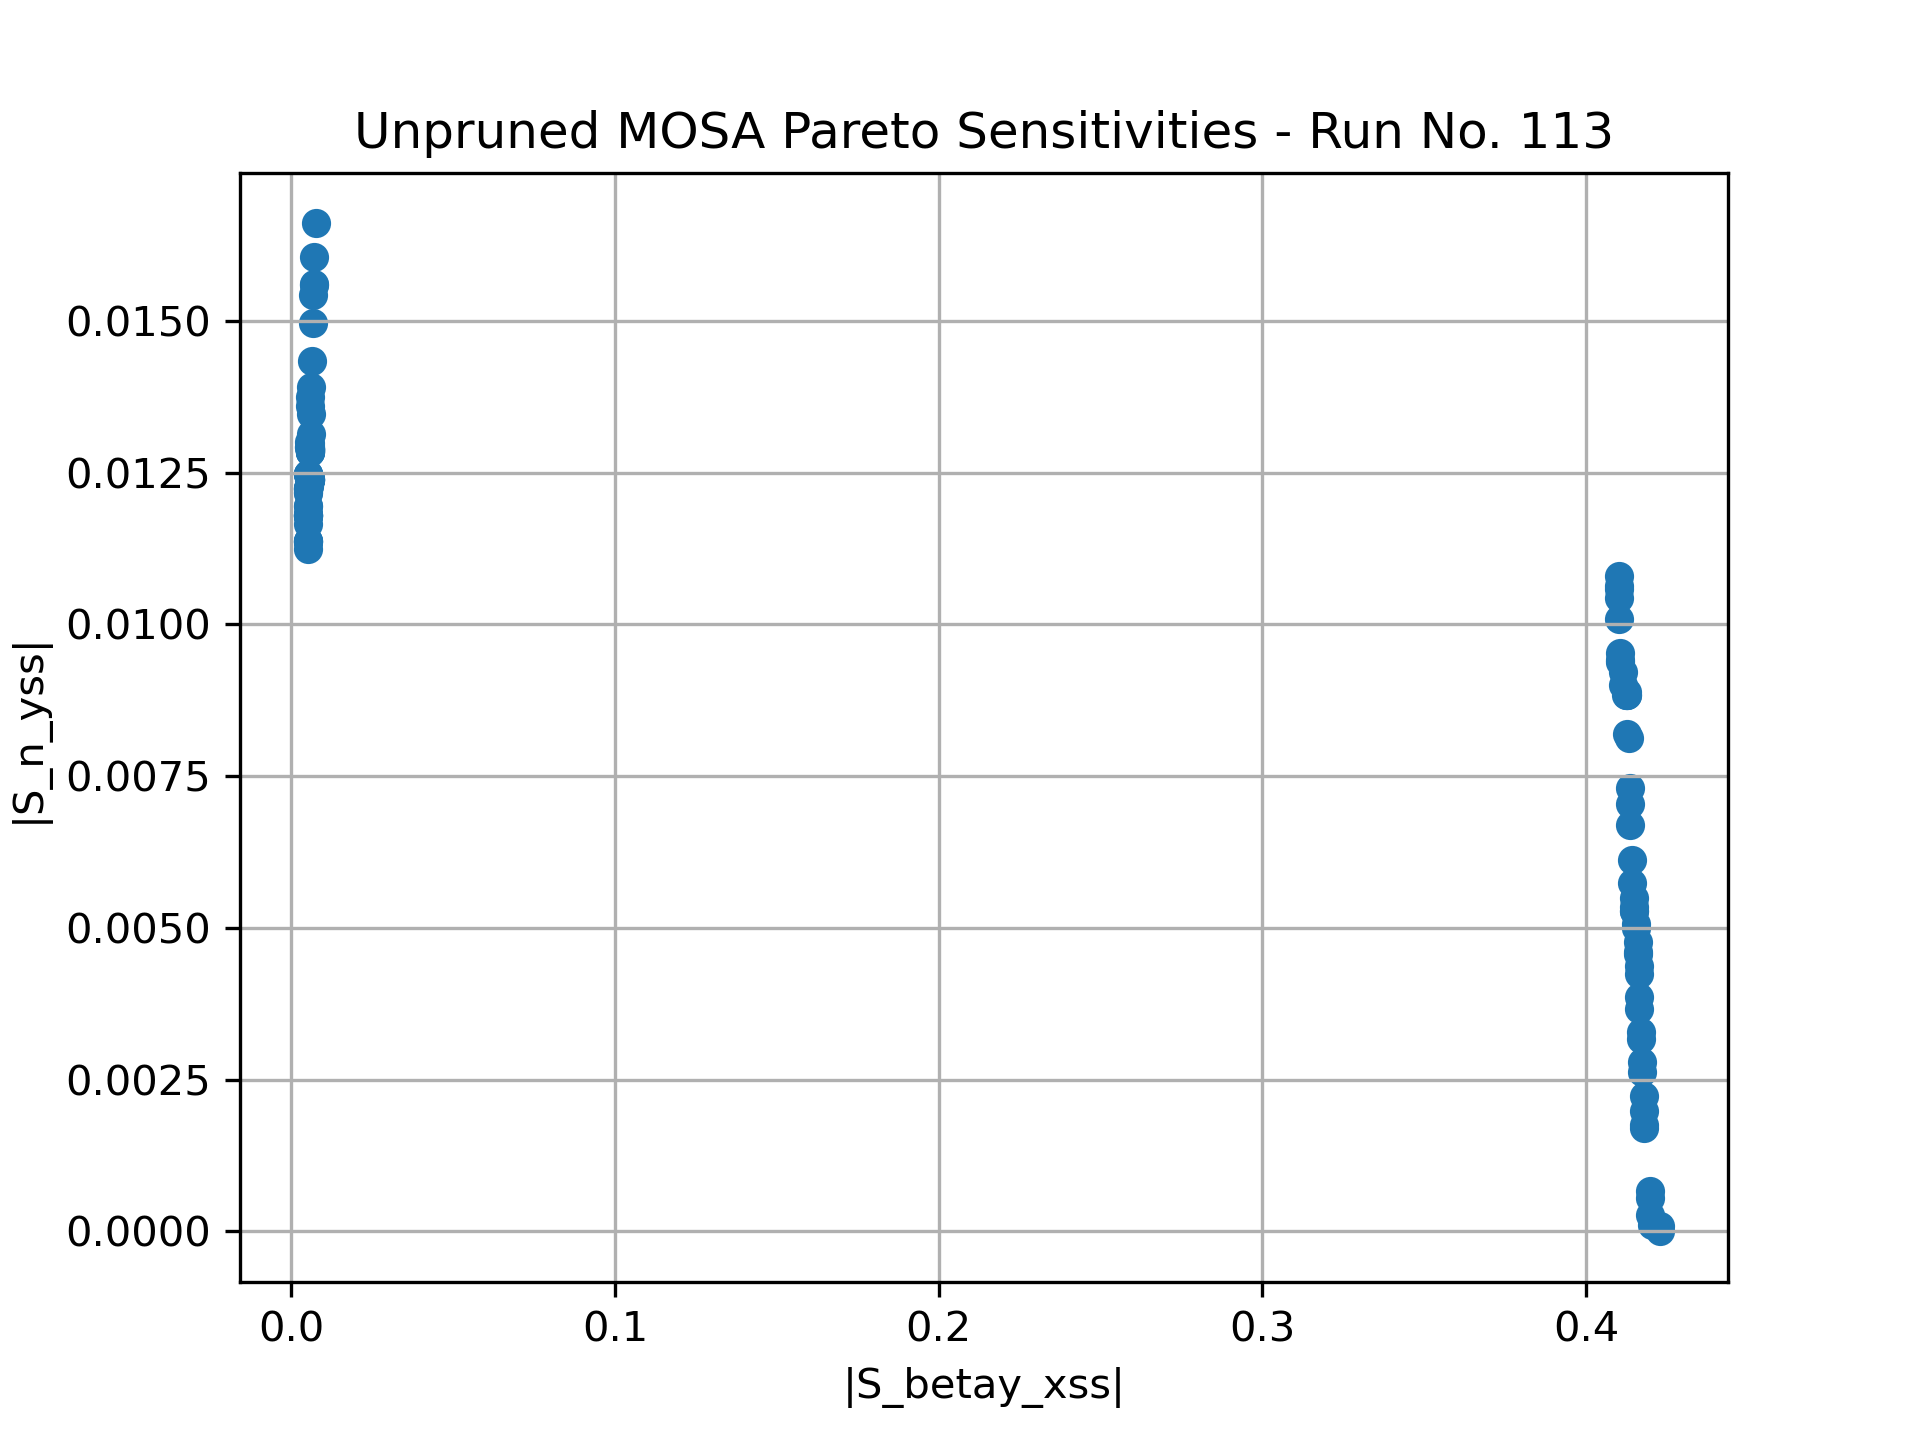 Unpruned MOSA Pareto Sensitivities - Run No. 113
|S_n_yss|
0.0150
0.0125
0.0100
0.0075
0.0050
0.0025
0.0000
0.0 0.1 0.2 0.3 0.4
|S_betay_xss|